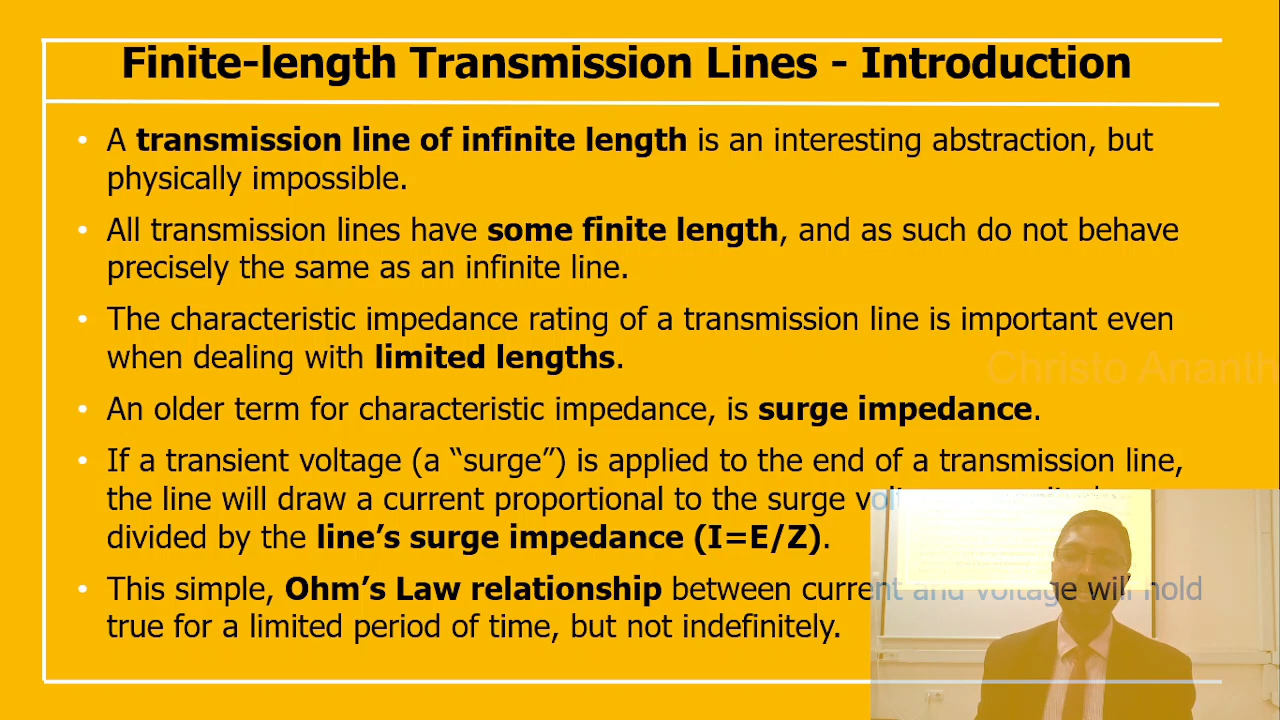 Finite-length Transmission Lines - Introduction
• A transmission line of infinite length is an interesting abstraction, but
physically impossible.
• All transmission lines have some finite length, and as such do not behave
precisely the same as an infinite line.
• The characteristic impedance rating of a transmission line is important even
when dealing with limited lengths.
Christo Ananth
• An older term for characteristic impedance, is surge impedance.
• If a transient voltage (a “surge”) is applied to the end of a transmission line,
the line will draw a current proportional to the surge
divided by the line’s surge impedance (I=E/Z).
• This simple, Ohm’s Law relationship between current and voltage will hold
true for a limited period of time, but not indefinitely.